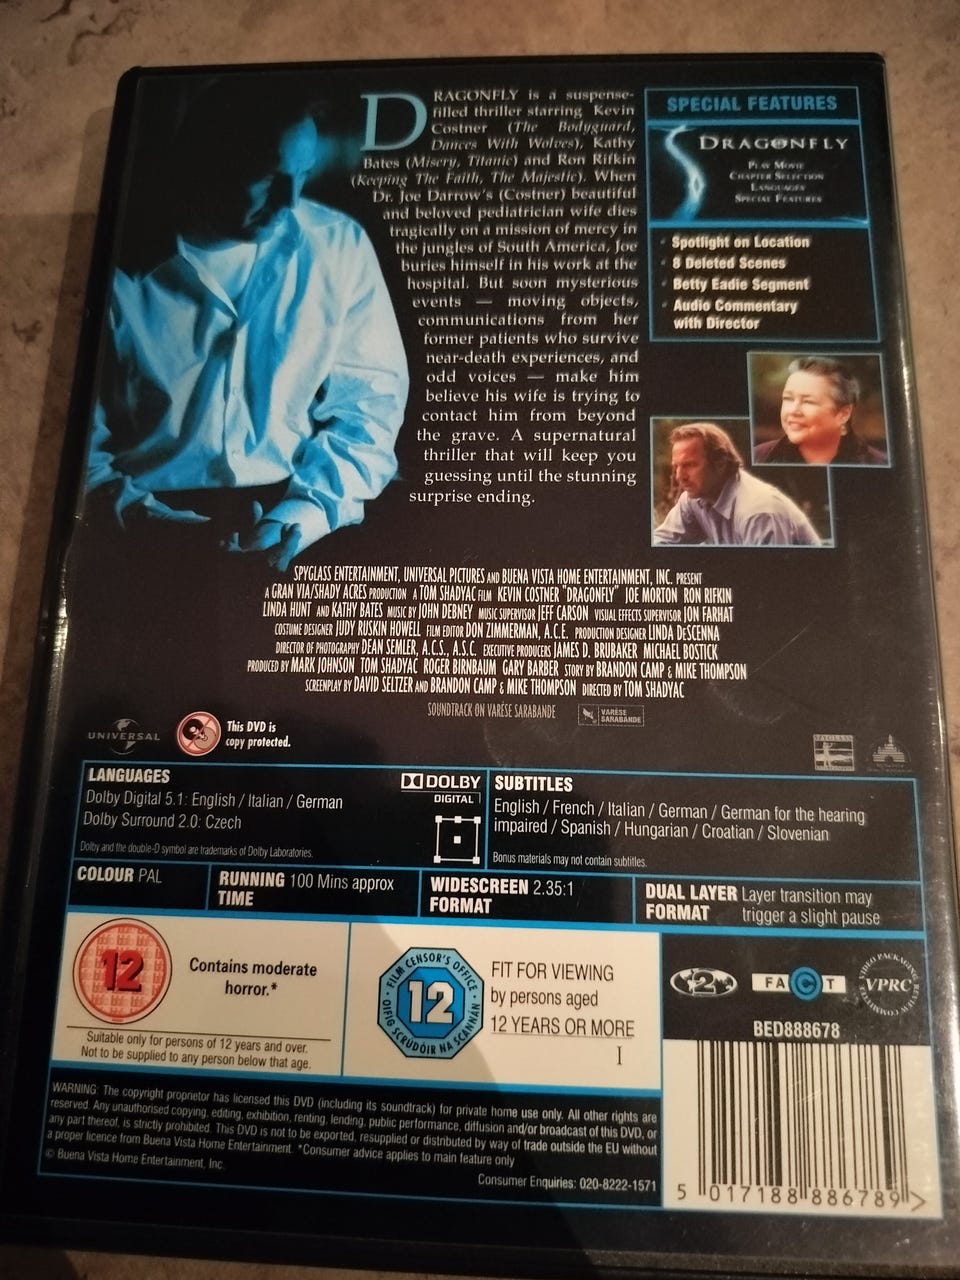 DRAGONFLY is a suspense-
filled thriller starring Kevin
Costner (The Bodyguard,
Dances With Wolves), Kathy
Bates (Misery, Titanic) and Ron Rifkin
(Keeping The Faith, The Majestic). When
Dr. Joe Darrow's (Costner) beautiful
and beloved pediatrician wife dies
tragically on a mission of mercy in
the jungles of South America, Joe
buries himself in his work at the
hospital. But soon mysterious
events — moving objects,
communications from her
former patients who survive
near-death experiences, and
odd voices — make him
believe his wife is trying to
contact him from beyond
the grave. A supernatural
thriller that will keep you
guessing until the stunning
surprise ending.
SPECIAL FEATURES
DRAGONFLY
PLAY MOVIE
CHAPTER SELECTION
LANGUAGES
SPECIAL FEATURES
Spotlight on Location
8 Deleted Scenes
Betty Eadie Segment
Audio Commentary
with Director
SPYGLASS ENTERTAINMENT, UNIVERSAL PICTURES AND BUENA VISTA HOME ENTERTAINMENT, INC. PRESENT
A GRAN VIA/SHADY ACRES PRODUCTION A TOM SHADYAC FILM KEVIN COSTNER "DRAGONFLY" JOE MORTON RON RIFKIN
LINDA HUNT AND KATHY BATES MUSIC BY JOHN DEBNEY MUSIC SUPERVISOR JEFF CARSON VISUAL EFFECTS SUPERVISOR JON FARHAT
COSTUME DESIGNER JUDY RUSKIN HOWELL FILM EDITOR DON ZIMMERMAN, A.C.E. PRODUCTION DESIGNER LINDA DeSCENNA
DIRECTOR OF PHOTOGRAPHY DEAN SEMLER, A.C.S., A.S.C. EXECUTIVE PRODUCERS JAMES D. BRUBAKER MICHAEL BOSTICK
PRODUCED BY MARK JOHNSON TOM SHADYAC ROGER BIRNBAUM GARY BARBER STORY BY BRANDON CAMP & MIKE THOMPSON
SCREENPLAY BY DAVID SELTZER AND BRANDON CAMP & MIKE THOMPSON DIRECTED BY TOM SHADYAC
SOUNDTRACK ON VARÈSE SARABANDE
VARÈSE
SARABANDE
UNIVERSAL
This DVD is
copy protected.
SPYGLASS
LANGUAGES
Dolby Digital 5.1: English / Italian / German
Dolby Surround 2.0: Czech
Dolby and the double-D symbol are trademarks of Dolby Laboratories.
DOLBY
DIGITAL
SUBTITLES
English / French / Italian / German / German for the hearing
impaired / Spanish / Hungarian / Croatian / Slovenian
Bonus materials may not contain subtitles.
COLOUR PAL
RUNNING 100 Mins approx
TIME
WIDESCREEN 2.35:1
FORMAT
DUAL LAYER Layer transition may
FORMAT trigger a slight pause
12
Contains moderate
horror.*
Suitable only for persons of 12 years and over.
Not to be supplied to any person below that age.
FILM CENSOR'S OFFICE
12
OIFIG SCRÚDÓIR NA SCANNÁN
FIT FOR VIEWING
by persons aged
12 YEARS OR MORE
I
2
FACT
VIDEO PACKAGING REVIEW COMMITTEE
VPRC
BED888678
WARNING: The copyright proprietor has licensed this DVD (including its soundtrack) for private home use only. All other rights are
reserved. Any unauthorised copying, editing, exhibition, renting, lending, public performance, diffusion and/or broadcast of this DVD, or
any part thereof, is strictly prohibited. This DVD is not to be exported, resupplied or distributed by way of trade outside the EU without
a proper licence from Buena Vista Home Entertainment. *Consumer advice applies to main feature only
© Buena Vista Home Entertainment, Inc.
Consumer Enquiries: 020-8222-1571
5 017188 886789 >